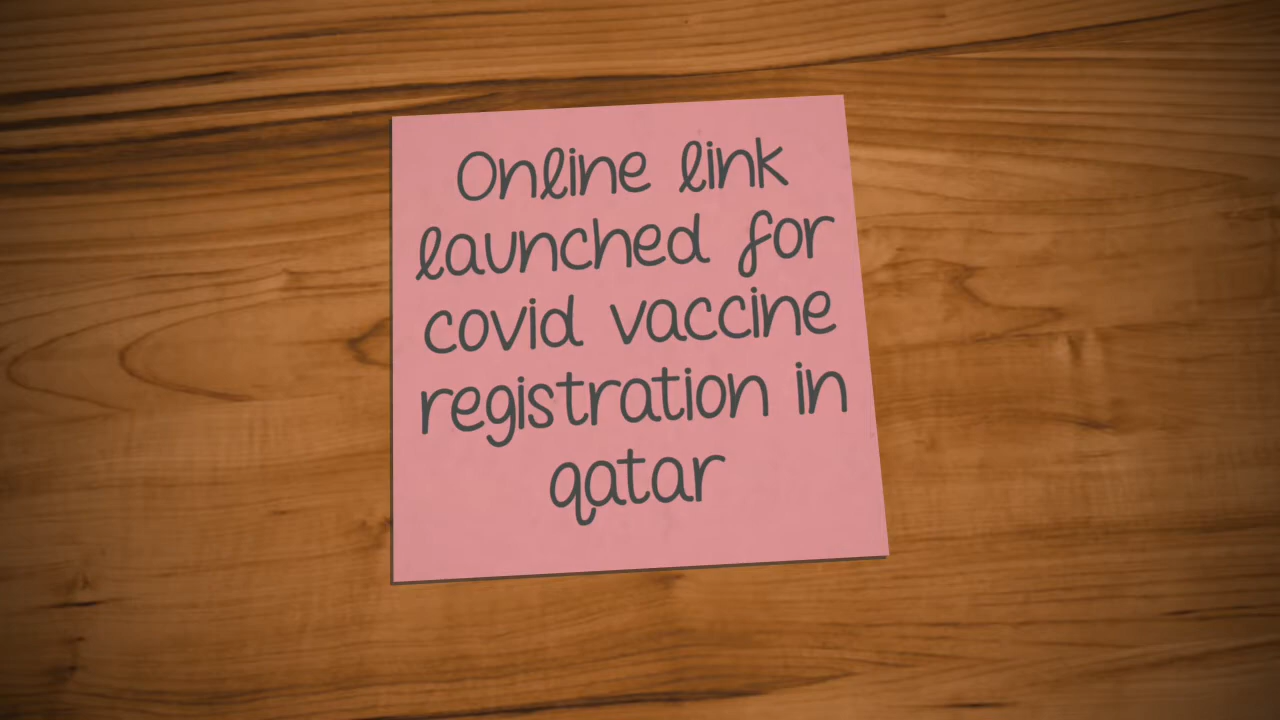 Online link
launched for
covid vaccine
registration in
qatar